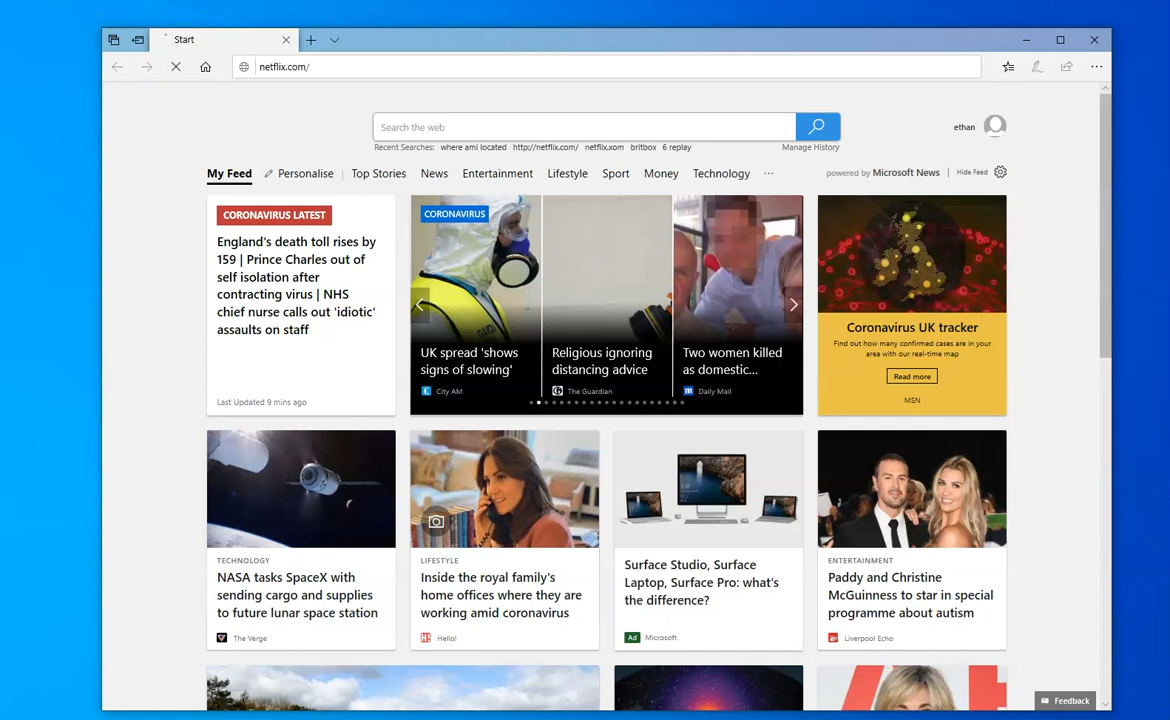 Start
netflix.com/
Search the web
ethan
Recent Searches: where ami located http://netflix.com/ netflix.xom britbox 6 replay
Manage History
My Feed Personalise Top Stories News Entertainment Lifestyle Sport Money Technology ...
powered by Microsoft News Hide Feed
CORONAVIRUS LATEST
England's death toll rises by
159 | Prince Charles out of
self isolation after
contracting virus | NHS
chief nurse calls out 'idiotic'
assaults on staff
Last Updated 9 mins ago
CORONAVIRUS
UK spread 'shows
signs of slowing'
City AM
Religious ignoring
distancing advice
The Guardian
Two women killed
as domestic...
Daily Mail
Coronavirus UK tracker
Find out how many confirmed cases are in your
area with our real-time map
Read more
MSN
TECHNOLOGY
NASA tasks SpaceX with
sending cargo and supplies
to future lunar space station
The Verge
LIFESTYLE
Inside the royal family's
home offices where they are
working amid coronavirus
Hello!
Surface Studio, Surface
Laptop, Surface Pro: what's
the difference?
Ad Microsoft
ENTERTAINMENT
Paddy and Christine
McGuinness to star in special
programme about autism
Liverpool Echo
Feedback